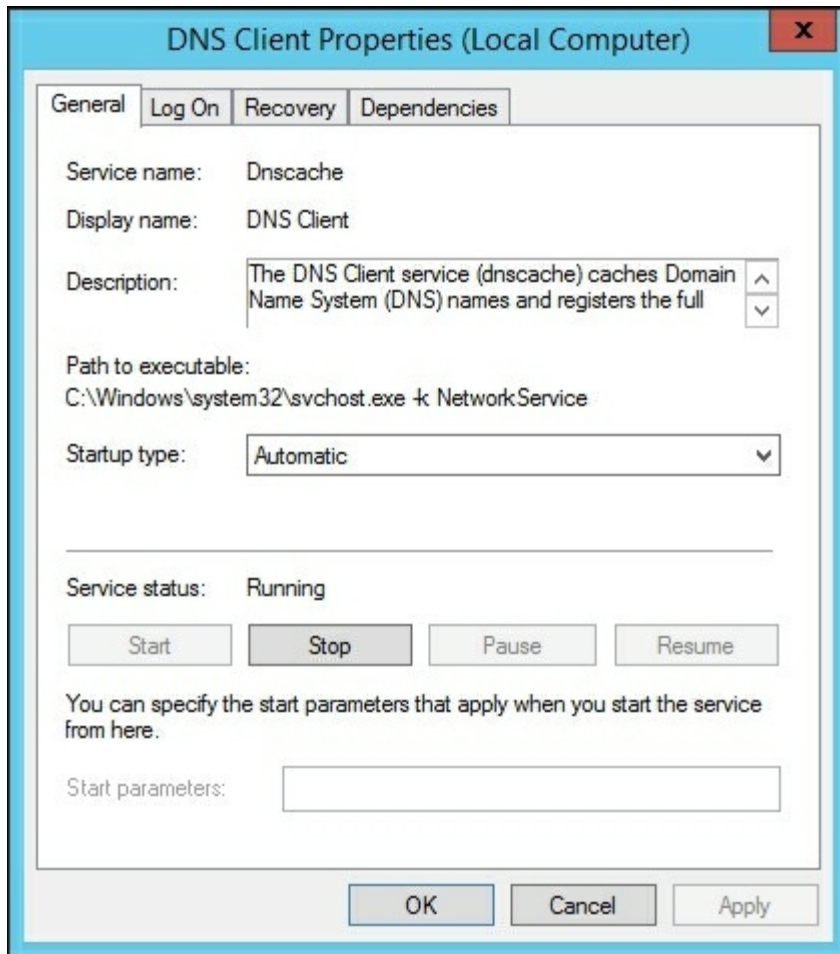 DNS Client Properties (Local Computer)
x
General Log On Recovery Dependencies
Service name: Dnscache
Display name: DNS Client
Description: The DNS Client service (dnscache) caches Domain
Name System (DNS) names and registers the full
Path to executable:
C:\Windows\system32\svchost.exe -k NetworkService
Startup type: Automatic
Service status: Running
Start Stop Pause Resume
You can specify the start parameters that apply when you start the service
from here.
Start parameters:
OK Cancel Apply